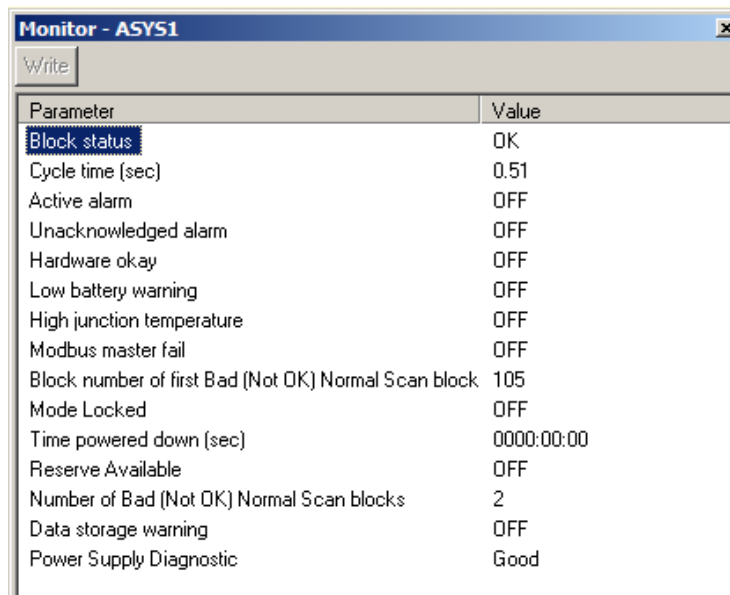 Monitor - ASYS1
Write
Parameter Value
Block status OK
Cycle time (sec) 0.51
Active alarm OFF
Unacknowledged alarm OFF
Hardware okay OFF
Low battery warning OFF
High junction temperature OFF
Modbus master fail OFF
Block number of first Bad (Not OK) Normal Scan block 105
Mode Locked OFF
Time powered down (sec) 0000:00:00
Reserve Available OFF
Number of Bad (Not OK) Normal Scan blocks 2
Data storage warning OFF
Power Supply Diagnostic Good